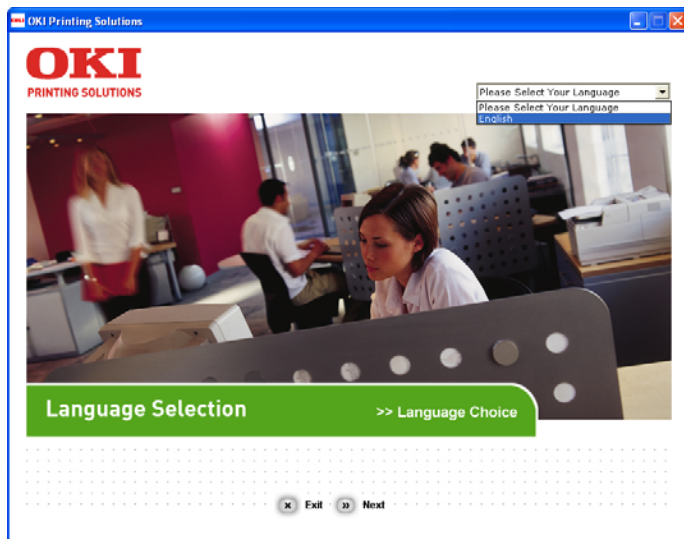 OKI Printing Solutions
OKI
PRINTING SOLUTIONS
Please Select Your Language
Please Select Your Language
English
Language Selection
>> Language Choice
Exit
Next